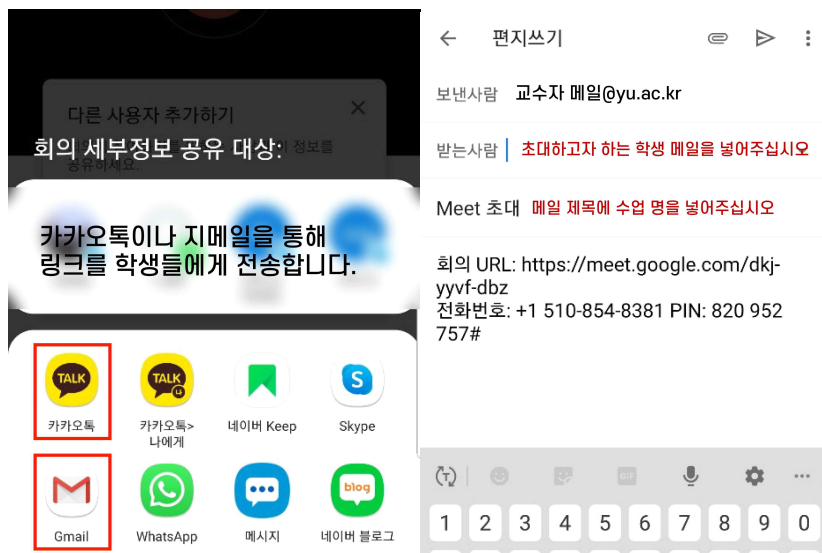 다른 사용자 추가하기
회의 세부정보 공유 대상:
정보를
공유하세요.
카카오톡이나 지메일을 통해
링크를 학생들에게 전송합니다.
TALK
TALK
나
S
카카오톡
카카오톡>
나에게
네이버 Keep
Skype
blog
Gmail
WhatsApp
메시지
네이버 블로그
편지쓰기
보낸사람 교수자 메일@yu.ac.kr
받는사람 초대하고자 하는 학생 메일을 넣어주십시오
Meet 초대 메일 제목에 수업 명을 넣어주십시오
회의 URL: https://meet.google.com/dkj-
yyvf-dbz
전화번호: +1 510-854-8381 PIN: 820 952
757#
T
GIF
1 2 3 4 5 6 7 8 9 0